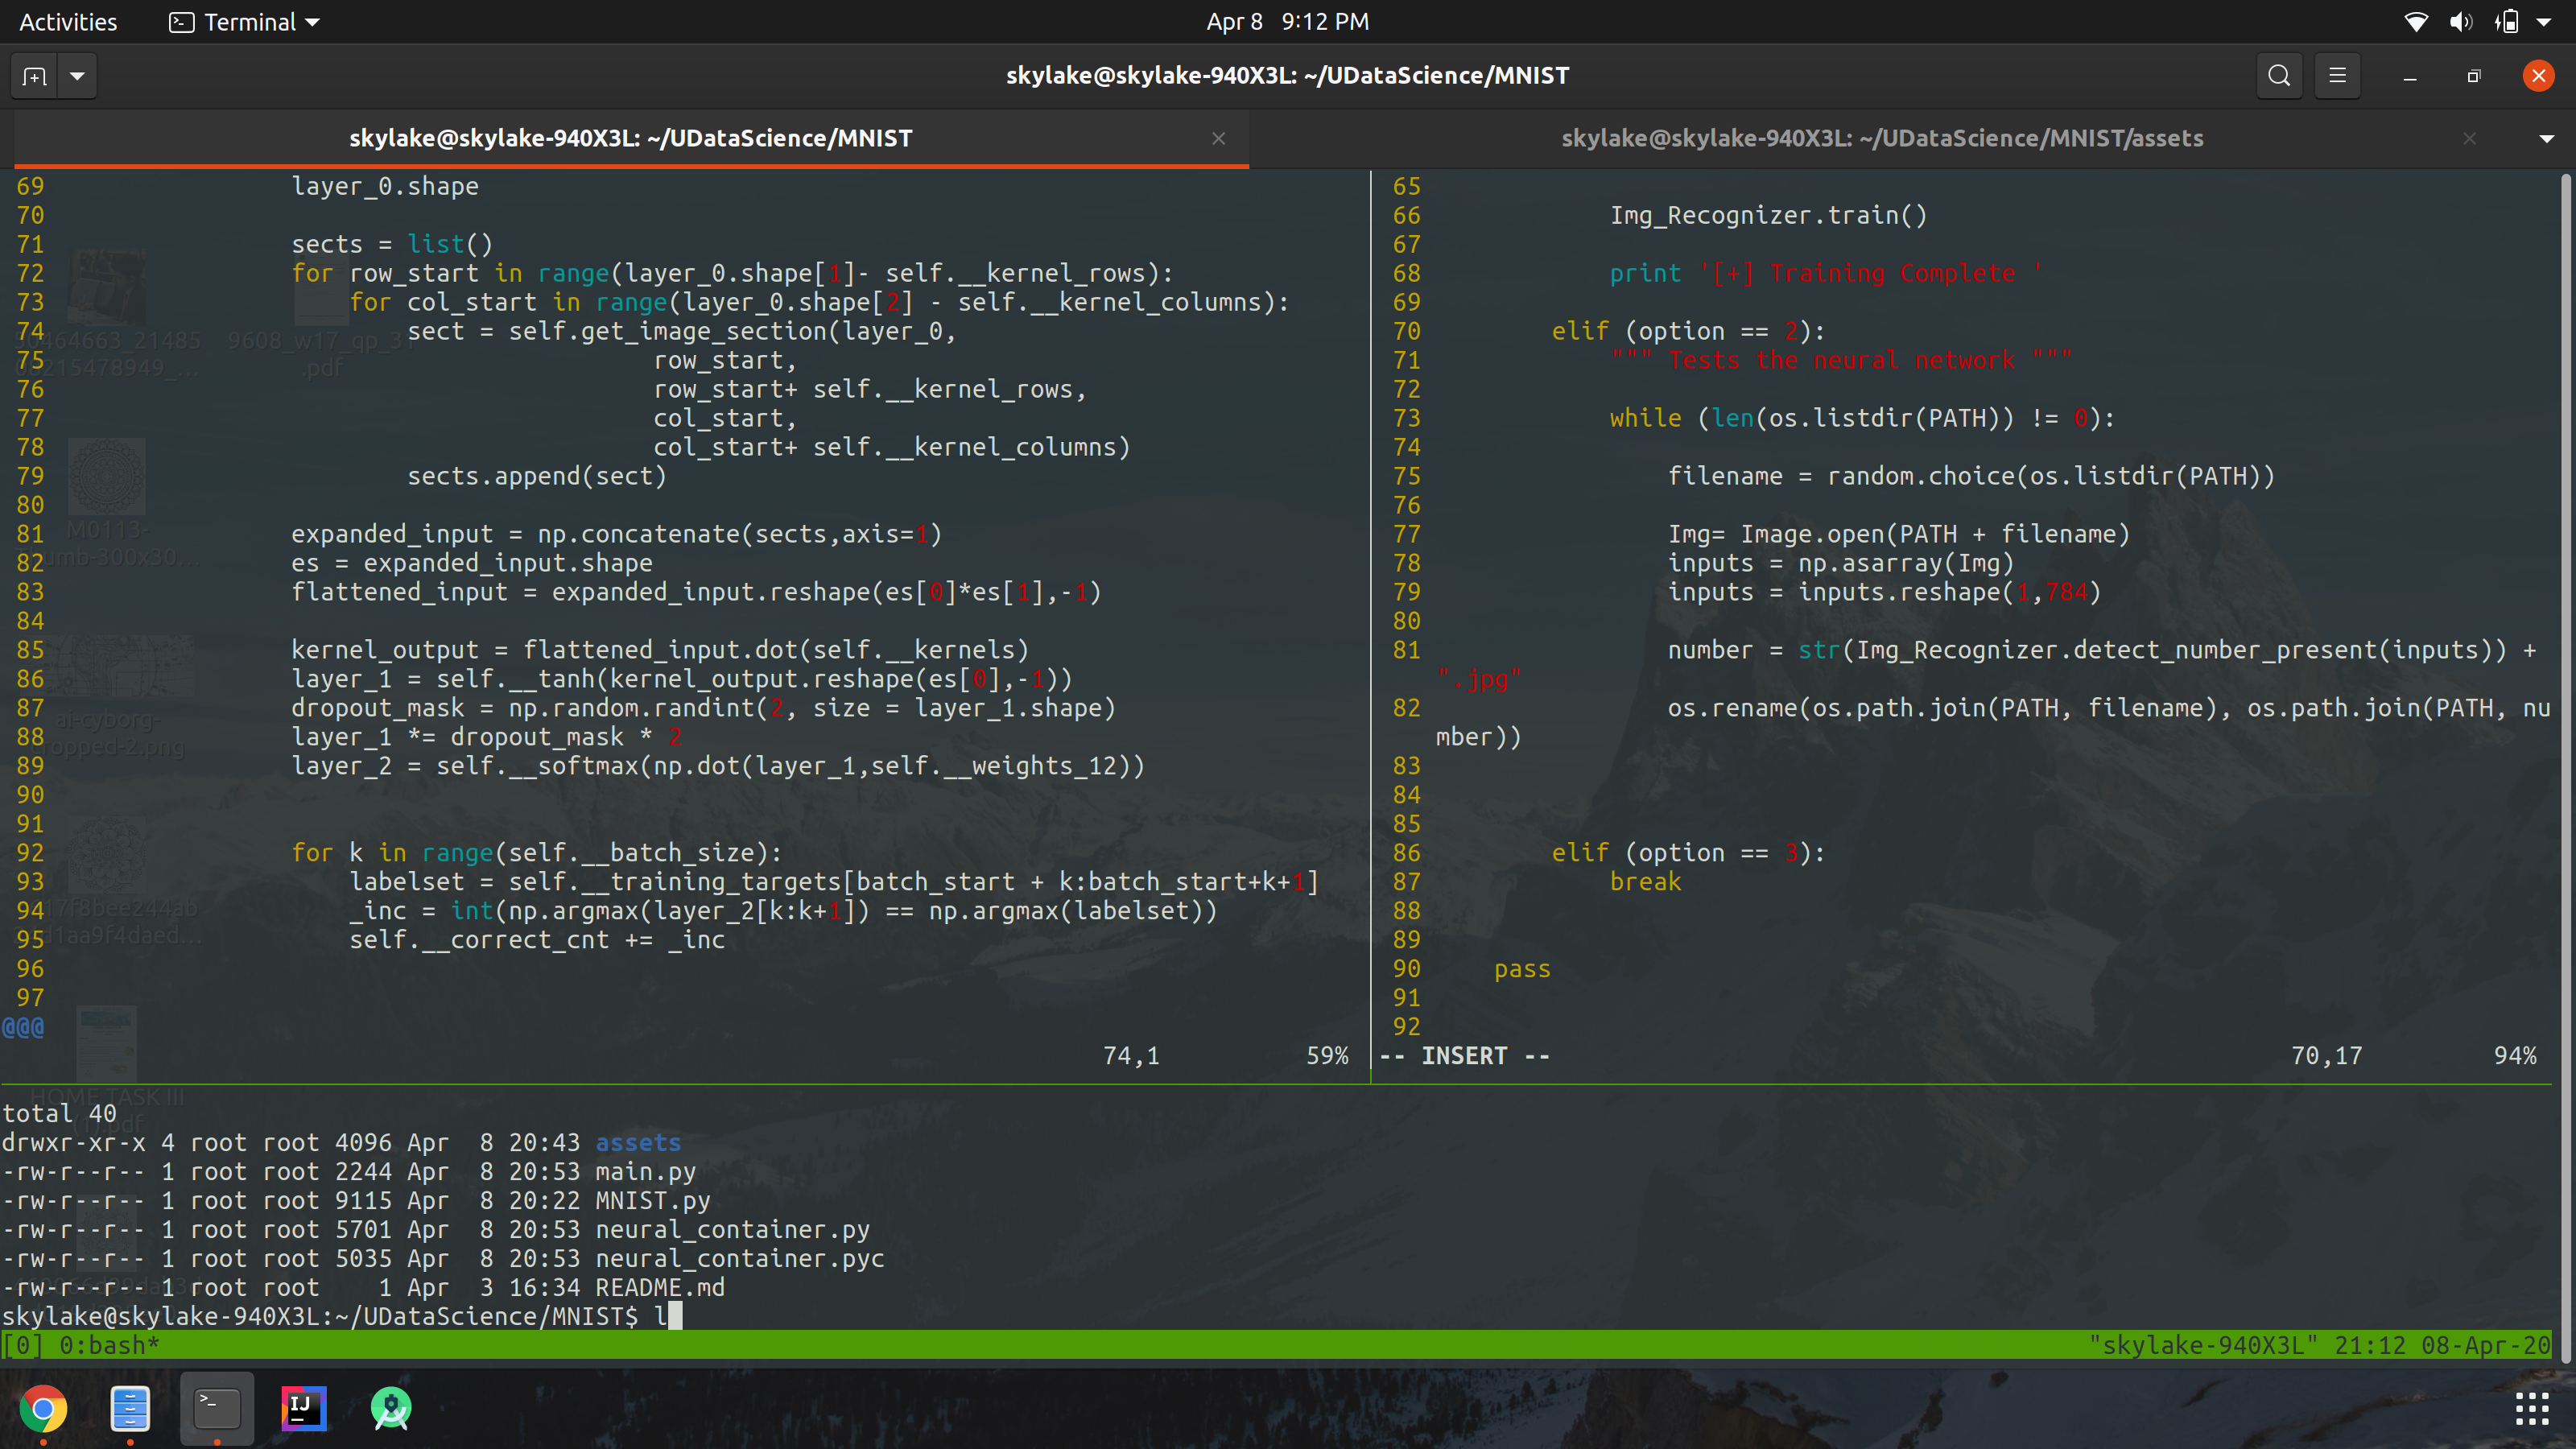 Activities
Terminal
Apr 8 9:12 PM
skylake@skylake-940X3L: ~/UDataScience/MNIST
skylake@skylake-940X3L: ~/UDataScience/MNIST
skylake@skylake-940X3L: ~/UDataScience/MNIST/assets
69 layer_0.shape
70
71 sects = list()
72 for row_start in range(layer_0.shape[1]- self.__kernel_rows):
73 for col_start in range(layer_0.shape[2] - self.__kernel_columns):
74 sect = self.get_image_section(layer_0,
75 row_start,
76 row_start+ self.__kernel_rows,
77 col_start,
78 col_start+ self.__kernel_columns)
79 sects.append(sect)
80
81 expanded_input = np.concatenate(sects,axis=1)
82 es = expanded_input.shape
83 flattened_input = expanded_input.reshape(es[0]*es[1],-1)
84
85 kernel_output = flattened_input.dot(self.__kernels)
86 layer_1 = self.__tanh(kernel_output.reshape(es[0],-1))
87 dropout_mask = np.random.randint(2, size = layer_1.shape)
88 layer_1 *= dropout_mask * 2
89 layer_2 = self.__softmax(np.dot(layer_1,self.__weights_12))
90
91
92 for k in range(self.__batch_size):
93 labelset = self.__training_targets[batch_start + k:batch_start+k+1]
94 _inc = int(np.argmax(layer_2[k:k+1]) == np.argmax(labelset))
95 self.__correct_cnt += _inc
96
97
@@@
74,1 59%
65
66 Img_Recognizer.train()
67
68 print '[+] Training Complete '
69
70 elif (option == 2):
71 """ Tests the neural network """
72
73 while (len(os.listdir(PATH)) != 0):
74
75 filename = random.choice(os.listdir(PATH))
76
77 Img= Image.open(PATH + filename)
78 inputs = np.asarray(Img)
79 inputs = inputs.reshape(1,784)
80
81 number = str(Img_Recognizer.detect_number_present(inputs)) +
".jpg"
82 os.rename(os.path.join(PATH, filename), os.path.join(PATH, nu
mber))
83
84
85
86 elif (option == 3):
87 break
88
89
90 pass
91
92
-- INSERT -- 70,17 94%
total 40
drwxr-xr-x 4 root root 4096 Apr 8 20:43 assets
-rw-r--r-- 1 root root 2244 Apr 8 20:53 main.py
-rw-r--r-- 1 root root 9115 Apr 8 20:22 MNIST.py
-rw-r--r-- 1 root root 5701 Apr 8 20:53 neural_container.py
-rw-r--r-- 1 root root 5035 Apr 8 20:53 neural_container.pyc
-rw-r--r-- 1 root root 1 Apr 3 16:34 README.md
skylake@skylake-940X3L:~/UDataScience/MNIST$ l
[0] 0:bash* "skylake-940X3L" 21:12 08-Apr-20
9608_w17_qp_31
.pdf
M0113-
ai-cyborg-
HOME TASK III
(1).pdf
IJ